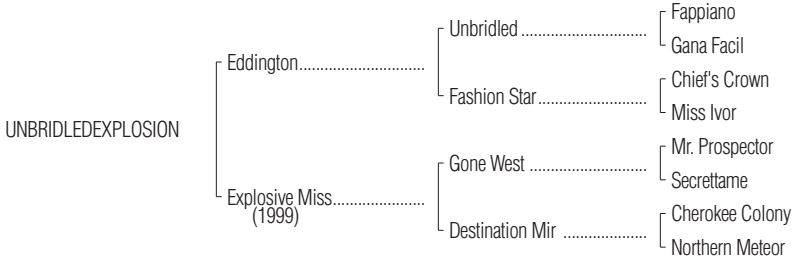 Fappiano
Unbridled ............................
Gana Facil
Eddington............................
Chief's Crown
Fashion Star........................
Miss Ivor
UNBRIDLEDEXPLOSION
Mr. Prospector
Gone West ..........................
Secrettame
Explosive Miss.....................
(1999)
Cherokee Colony
Destination Mir ...................
Northern Meteor